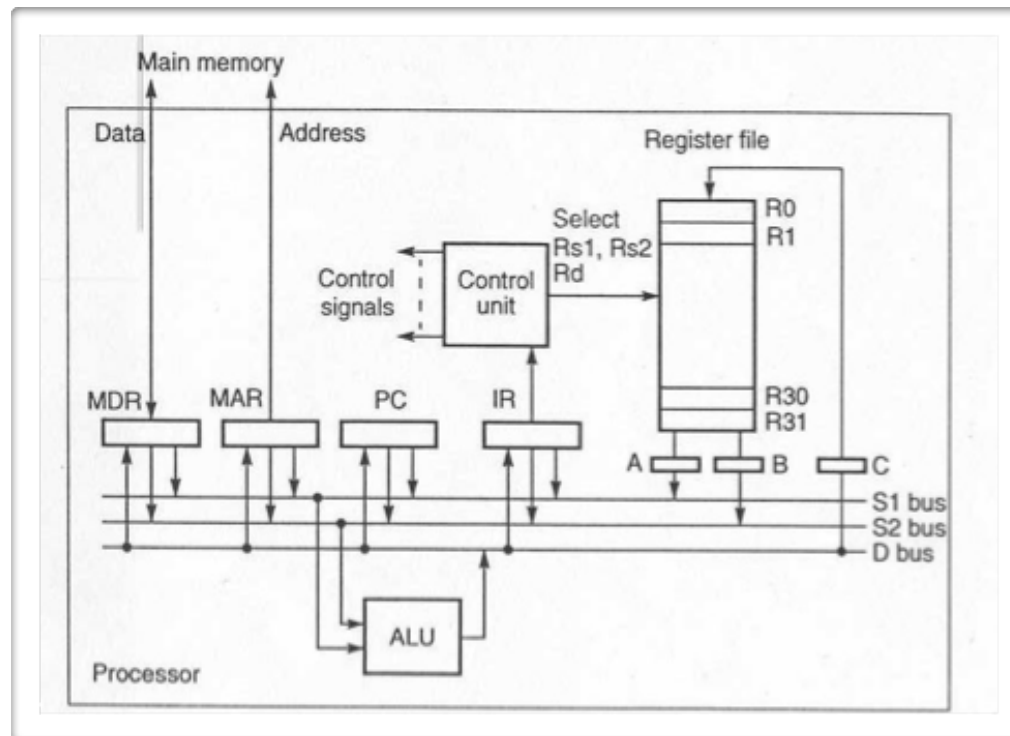 Main memory
Data
Address
Register file
R0
R1
Select
Rs1, Rs2
Rd
Control
signals
Control
unit
MDR
MAR
PC
IR
R30
R31
A
B
C
S1 bus
S2 bus
D bus
ALU
Processor